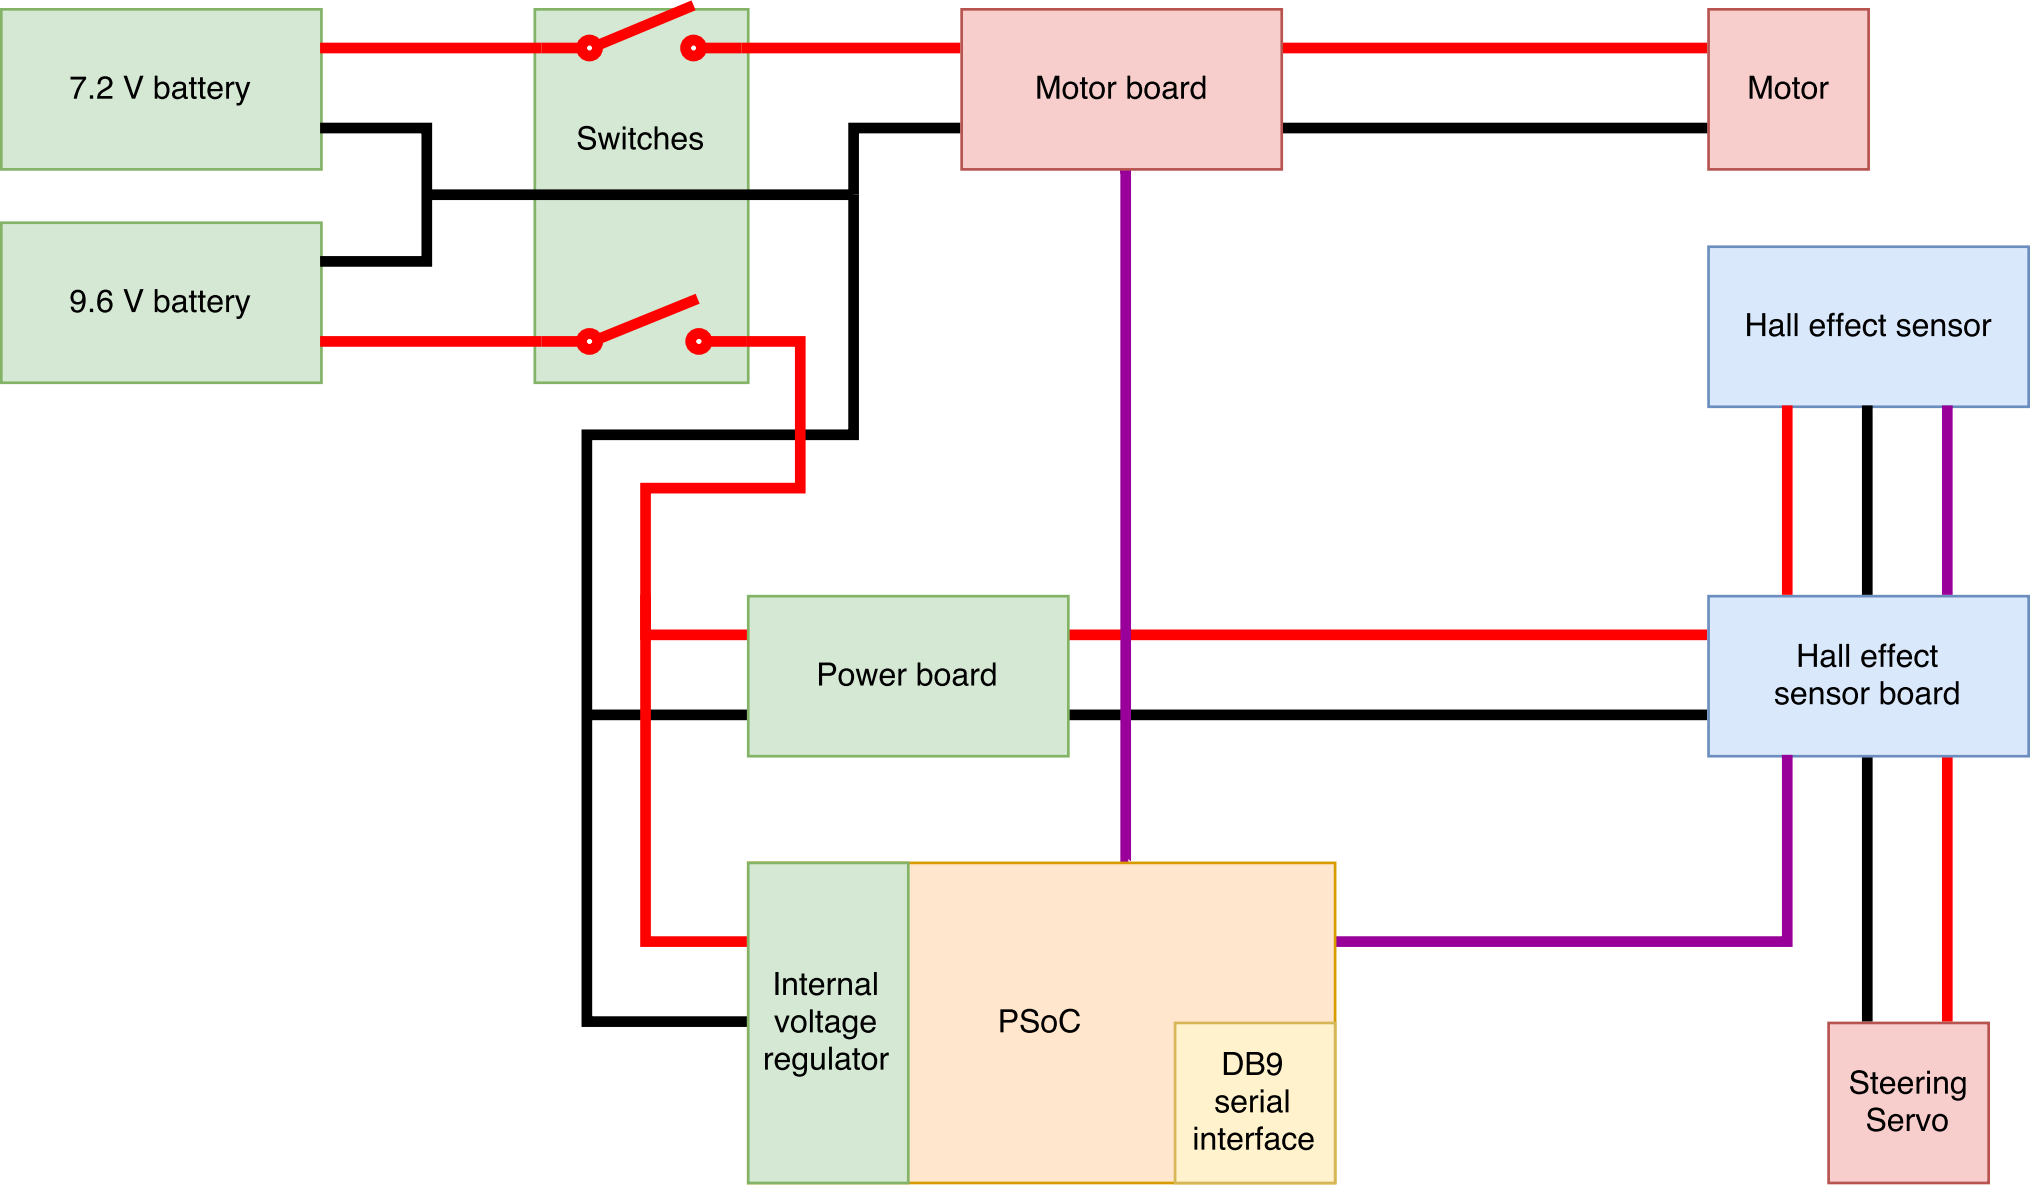 7.2 V battery
Switches
Motor board
Motor
9.6 V battery
Hall effect sensor
Power board
Hall effect
sensor board
Internal
voltage
regulator
PSoC
DB9
serial
interface
Steering
Servo